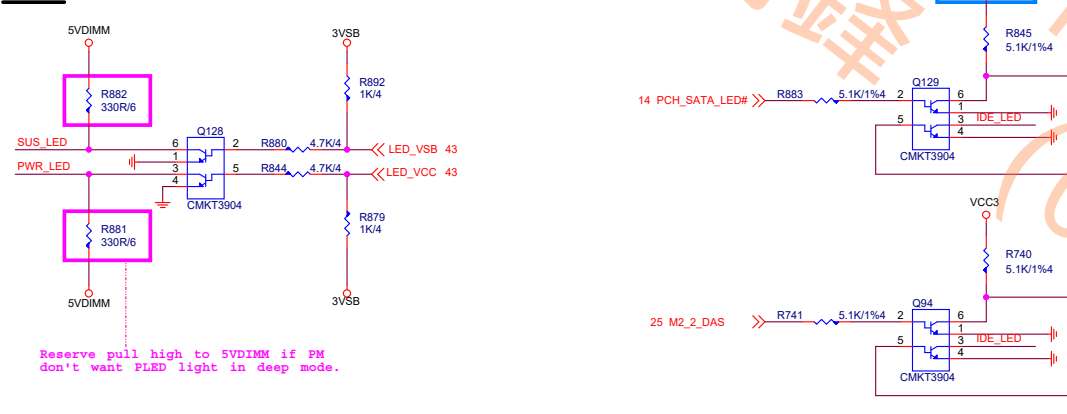 5VDIMM
3VSB
R882
330R/6
R892
1K/4
SUS_LED
Q128
6
2
R880
4.7K/4
LED_VSB 43
1
PWR_LED
3
5
R844
4.7K/4
LED_VCC 43
4
CMKT3904
R881
330R/6
R879
1K/4
5VDIMM
3VSB
Reserve pull high to 5VDIMM if PM
don't want PLED light in deep mode.
R845
5.1K/1%4
Q129
14 PCH_SATA_LED#
R883
5.1K/1%4
2
6
1
5
3
IDE_LED
4
CMKT3904
VCC3
R740
5.1K/1%4
Q94
25 M2_2_DAS
R741
5.1K/1%4
2
6
1
5
3
IDE_LED
4
CMKT3904